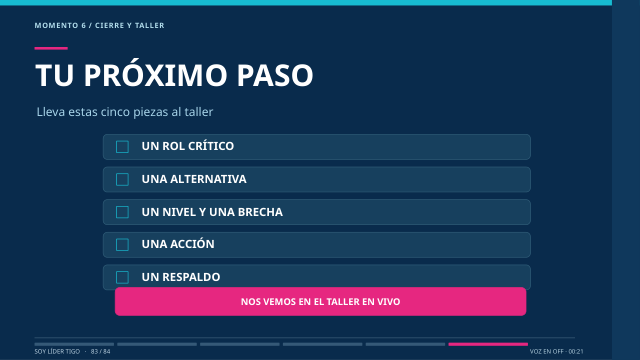 MOMENTO 6 / CIERRE Y TALLER
TU PRÓXIMO PASO
Lleva estas cinco piezas al taller
UN ROL CRÍTICO
UNA ALTERNATIVA
UN NIVEL Y UNA BRECHA
UNA ACCIÓN
UN RESPALDO
NOS VEMOS EN EL TALLER EN VIVO
SOY LÍDER TIGO · 83 / 84
VOZ EN OFF · 00:21